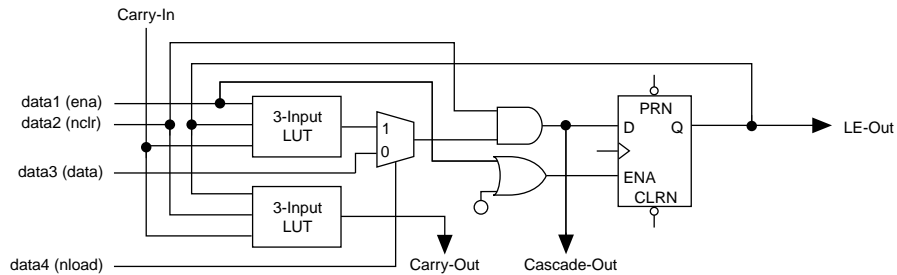 Carry-In
data1 (ena)
data2 (nclr)
data3 (data)
data4 (nload)
3-Input
LUT
3-Input
LUT
1
0
PRN
D
Q
ENA
CLRN
LE-Out
Carry-Out
Cascade-Out